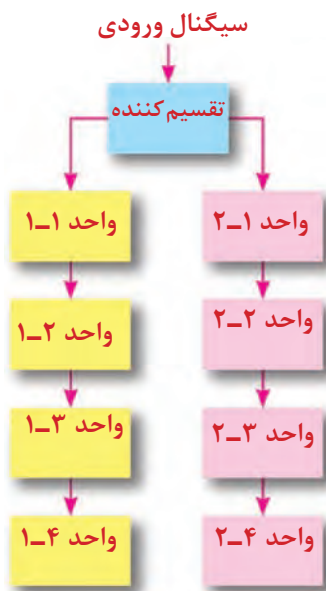 سیگنال ورودی
تقسیم‌کننده
واحد ۱ـ۲
واحد ۱ـ۱
واحد ۲ـ۲
واحد ۲ـ۱
واحد ۳ـ۲
واحد ۳ـ۱
واحد ۴ـ۲
واحد ۴ـ۱